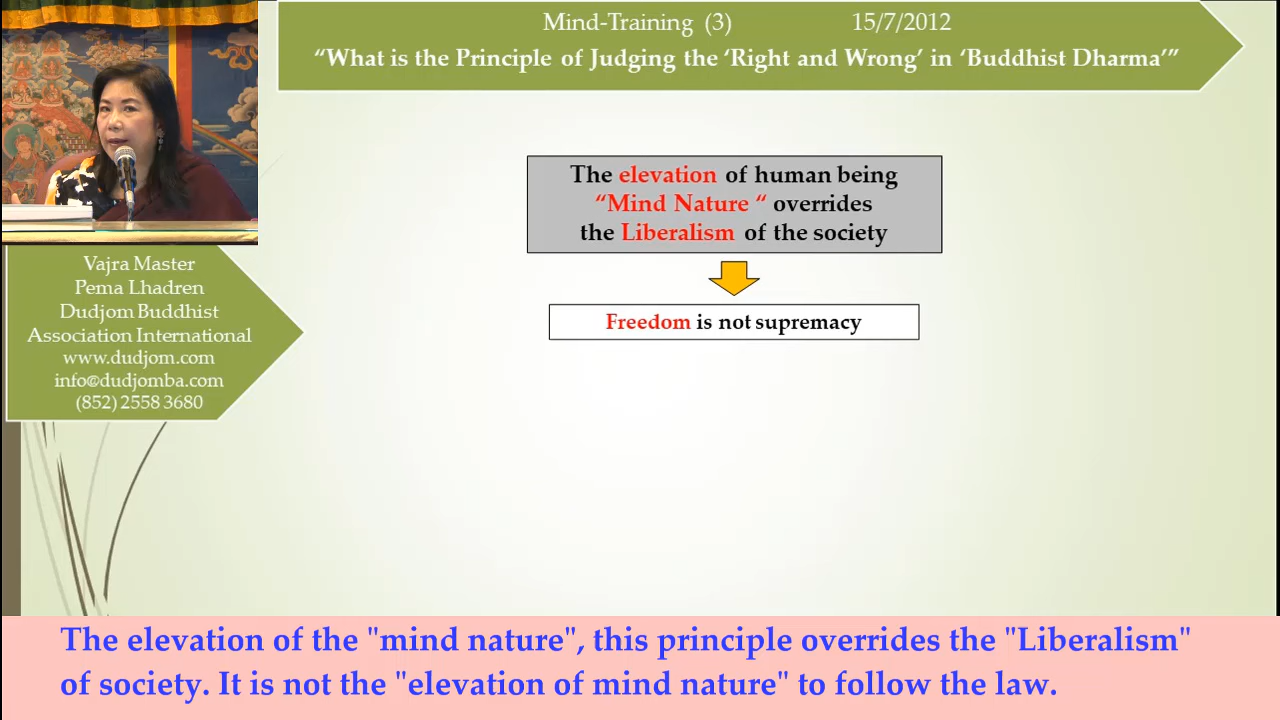 Mind-Training (3) 15/7/2012
“What is the Principle of Judging the ‘Right and Wrong’ in ‘Buddhist Dharma’”
The elevation of human being
“Mind Nature “ overrides
the Liberalism of the society
Freedom is not supremacy
Vajra Master
Pema Lhadren
Dudjom Buddhist
Association International
www.dudjom.com
info@dudjomba.com
(852) 2558 3680
The elevation of the "mind nature", this principle overrides the "Liberalism"
of society. It is not the "elevation of mind nature" to follow the law.